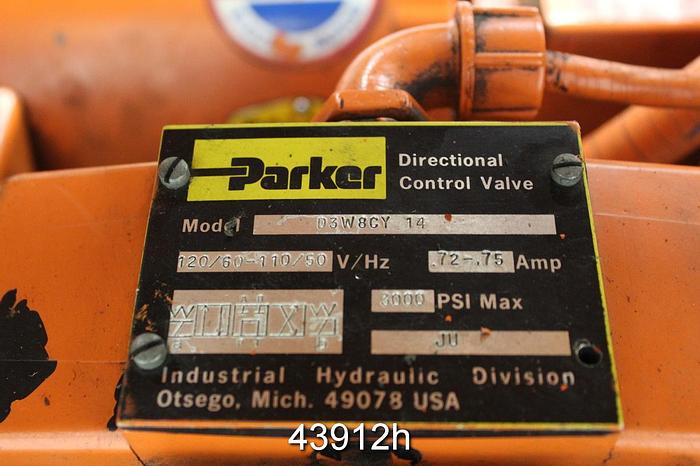 Parker
Directional
Control Valve
Model D3W8CY 14
120/60-110/50 V/Hz .72-.75 Amp
3000 PSI Max
JU
Industrial Hydraulic Division
Otsego, Mich. 49078 USA
43912h